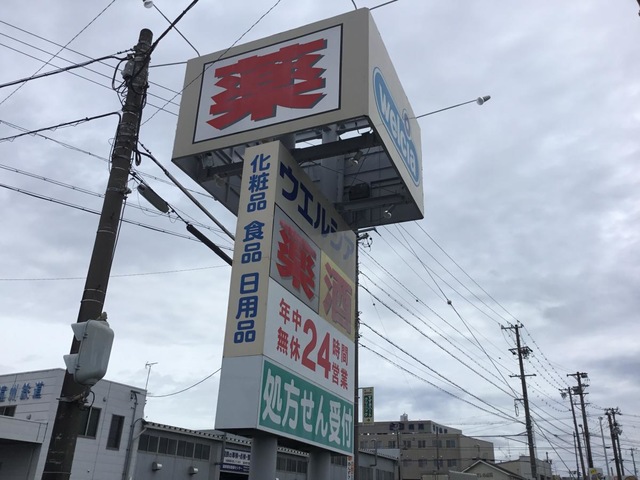 薬
welcia
化粧品 食品 日用品
ウエルシア
薬 酒
年中
無休
24時間
営業
処方せん受付